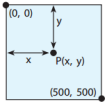 (0, 0)
y
x
P(x, y)
(500, 500)